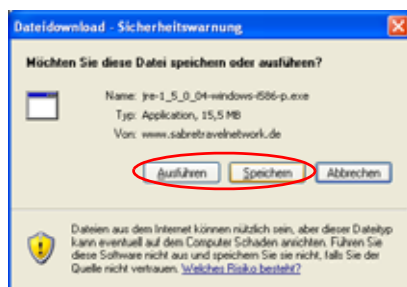 Dateidownload - Sicherheitswarnung
Möchten Sie diese Datei speichern oder ausführen?
Name: jre-1_5_0_04-windows-i586-p.exe
Typ: Application, 15,5 MB
Von: www.sabretravelnetwork.de
Ausführen Speichern Abbrechen
Dateien aus dem Internet können nützlich sein, aber dieser Dateityp
kann eventuell auf dem Computer Schaden anrichten. Führen Sie
diese Software nicht aus und speichern Sie sie nicht, falls Sie der
Quelle nicht vertrauen. Welches Risiko besteht?